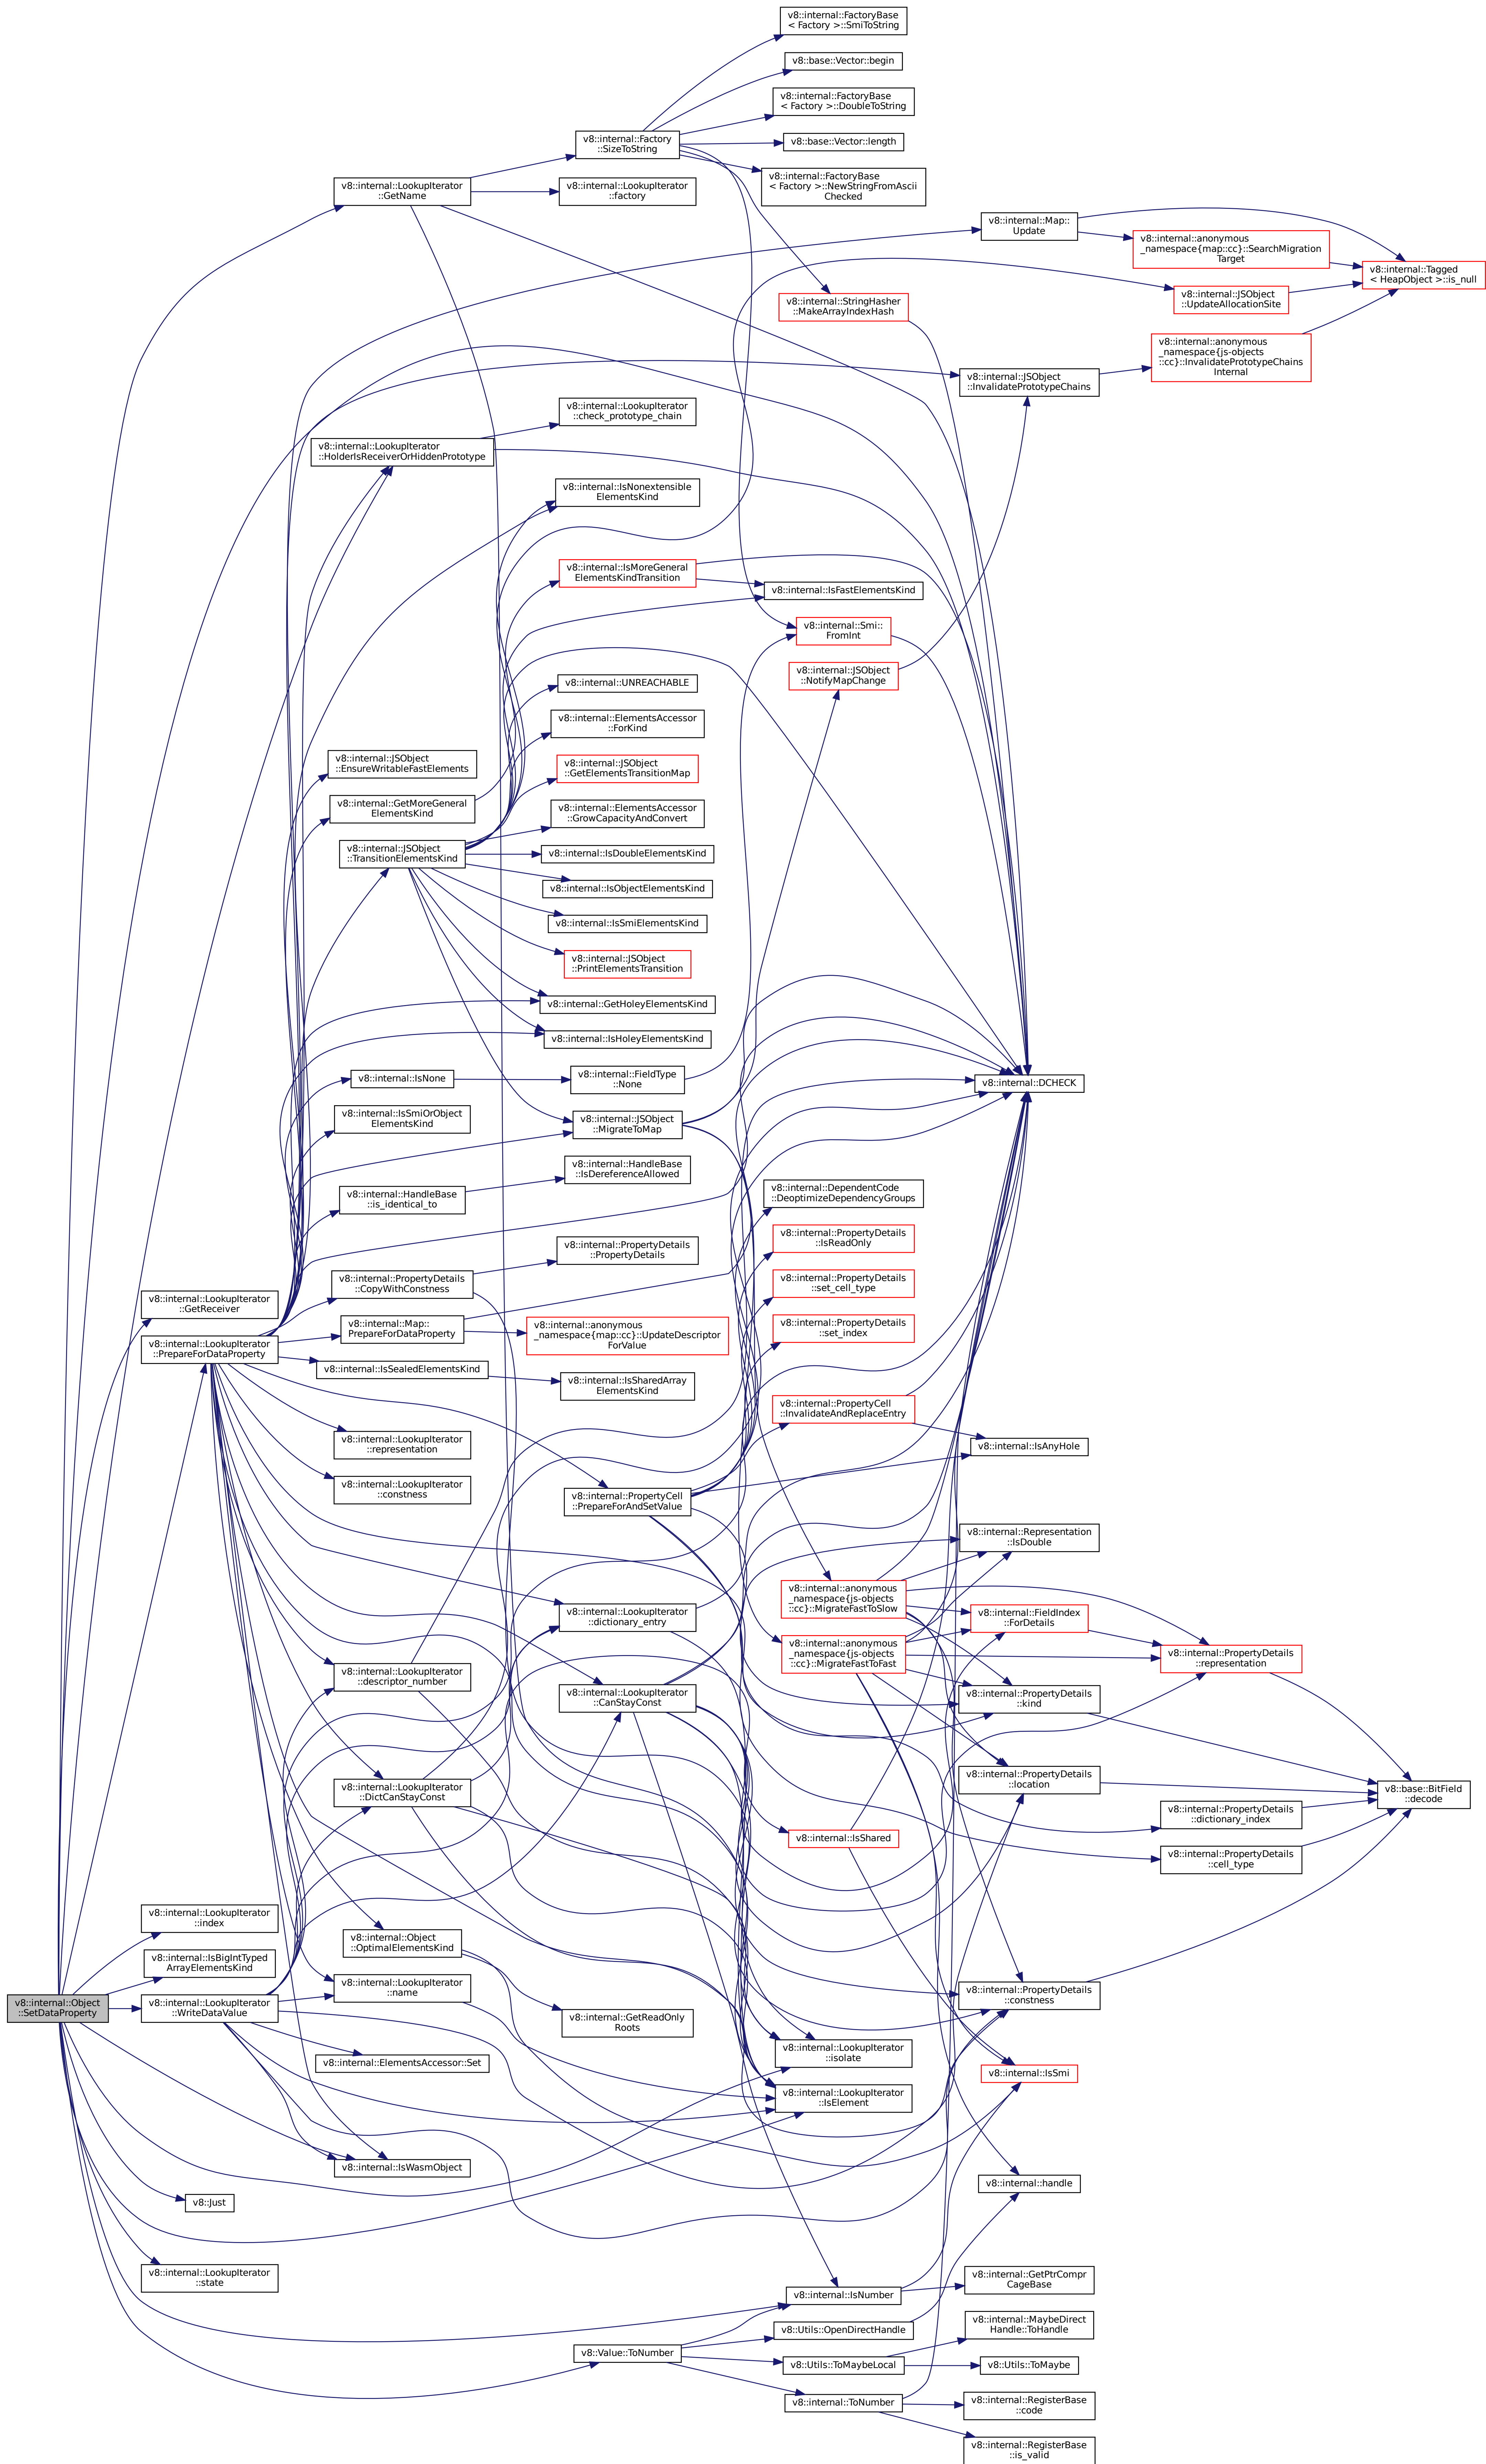 v8::internal::FactoryBase
< Factory >::SmiToString
v8::base::Vector::begin
v8::internal::FactoryBase
< Factory >::DoubleToString
v8::internal::Factory
::SizeToString
v8::base::Vector::length
v8::internal::FactoryBase
< Factory >::NewStringFromAscii
Checked
v8::internal::LookupIterator
::GetName
v8::internal::LookupIterator
::factory
v8::internal::Map::
Update
v8::internal::anonymous
_namespace{map::cc}::SearchMigration
Target
v8::internal::Tagged
< HeapObject >::is_null
v8::internal::StringHasher
::MakeArrayIndexHash
v8::internal::JSObject
::UpdateAllocationSite
v8::internal::anonymous
_namespace{js-objects
::cc}::InvalidatePrototypeChains
Internal
v8::internal::JSObject
::InvalidatePrototypeChains
v8::internal::LookupIterator
::check_prototype_chain
v8::internal::LookupIterator
::HolderIsReceiverOrHiddenPrototype
v8::internal::IsNonextensible
ElementsKind
v8::internal::IsMoreGeneral
ElementsKindTransition
v8::internal::IsFastElementsKind
v8::internal::Smi::
FromInt
v8::internal::JSObject
::NotifyMapChange
v8::internal::UNREACHABLE
v8::internal::ElementsAccessor
::ForKind
v8::internal::JSObject
::EnsureWritableFastElements
v8::internal::JSObject
::GetElementsTransitionMap
v8::internal::GetMoreGeneral
ElementsKind
v8::internal::ElementsAccessor
::GrowCapacityAndConvert
v8::internal::JSObject
::TransitionElementsKind
v8::internal::IsDoubleElementsKind
v8::internal::IsObjectElementsKind
v8::internal::IsSmiElementsKind
v8::internal::JSObject
::PrintElementsTransition
v8::internal::GetHoleyElementsKind
v8::internal::IsHoleyElementsKind
v8::internal::IsNone
v8::internal::FieldType
::None
v8::internal::DCHECK
v8::internal::IsSmiOrObject
ElementsKind
v8::internal::JSObject
::MigrateToMap
v8::internal::HandleBase
::IsDereferenceAllowed
v8::internal::HandleBase
::is_identical_to
v8::internal::DependentCode
::DeoptimizeDependencyGroups
v8::internal::PropertyDetails
::PropertyDetails
v8::internal::PropertyDetails
::IsReadOnly
v8::internal::PropertyDetails
::CopyWithConstness
v8::internal::PropertyDetails
::set_cell_type
v8::internal::LookupIterator
::GetReceiver
v8::internal::Map::
PrepareForDataProperty
v8::internal::anonymous
_namespace{map::cc}::UpdateDescriptor
ForValue
v8::internal::PropertyDetails
::set_index
v8::internal::LookupIterator
::PrepareForDataProperty
v8::internal::IsSealedElementsKind
v8::internal::IsSharedArray
ElementsKind
v8::internal::PropertyCell
::InvalidateAndReplaceEntry
v8::internal::LookupIterator
::representation
v8::internal::IsAnyHole
v8::internal::LookupIterator
::constness
v8::internal::PropertyCell
::PrepareForAndSetValue
v8::internal::Representation
::IsDouble
v8::internal::anonymous
_namespace{js-objects
::cc}::MigrateFastToSlow
v8::internal::LookupIterator
::dictionary_entry
v8::internal::FieldIndex
::ForDetails
v8::internal::anonymous
_namespace{js-objects
::cc}::MigrateFastToFast
v8::internal::PropertyDetails
::representation
v8::internal::LookupIterator
::descriptor_number
v8::internal::LookupIterator
::CanStayConst
v8::internal::PropertyDetails
::kind
v8::internal::PropertyDetails
::location
v8::internal::LookupIterator
::DictCanStayConst
v8::base::BitField
::decode
v8::internal::PropertyDetails
::dictionary_index
v8::internal::IsShared
v8::internal::PropertyDetails
::cell_type
v8::internal::LookupIterator
::index
v8::internal::Object
::OptimalElementsKind
v8::internal::IsBigIntTyped
ArrayElementsKind
v8::internal::LookupIterator
::name
v8::internal::PropertyDetails
::constness
v8::internal::Object
::SetDataProperty
v8::internal::LookupIterator
::WriteDataValue
v8::internal::GetReadOnly
Roots
v8::internal::ElementsAccessor::Set
v8::internal::LookupIterator
::isolate
v8::internal::IsSmi
v8::internal::LookupIterator
::IsElement
v8::internal::IsWasmObject
v8::internal::handle
v8::Just
v8::internal::LookupIterator
::state
v8::internal::GetPtrCompr
CageBase
v8::internal::IsNumber
v8::Utils::OpenDirectHandle
v8::internal::MaybeDirect
Handle::ToHandle
v8::Value::ToNumber
v8::Utils::ToMaybeLocal
v8::Utils::ToMaybe
v8::internal::ToNumber
v8::internal::RegisterBase
::code
v8::internal::RegisterBase
::is_valid